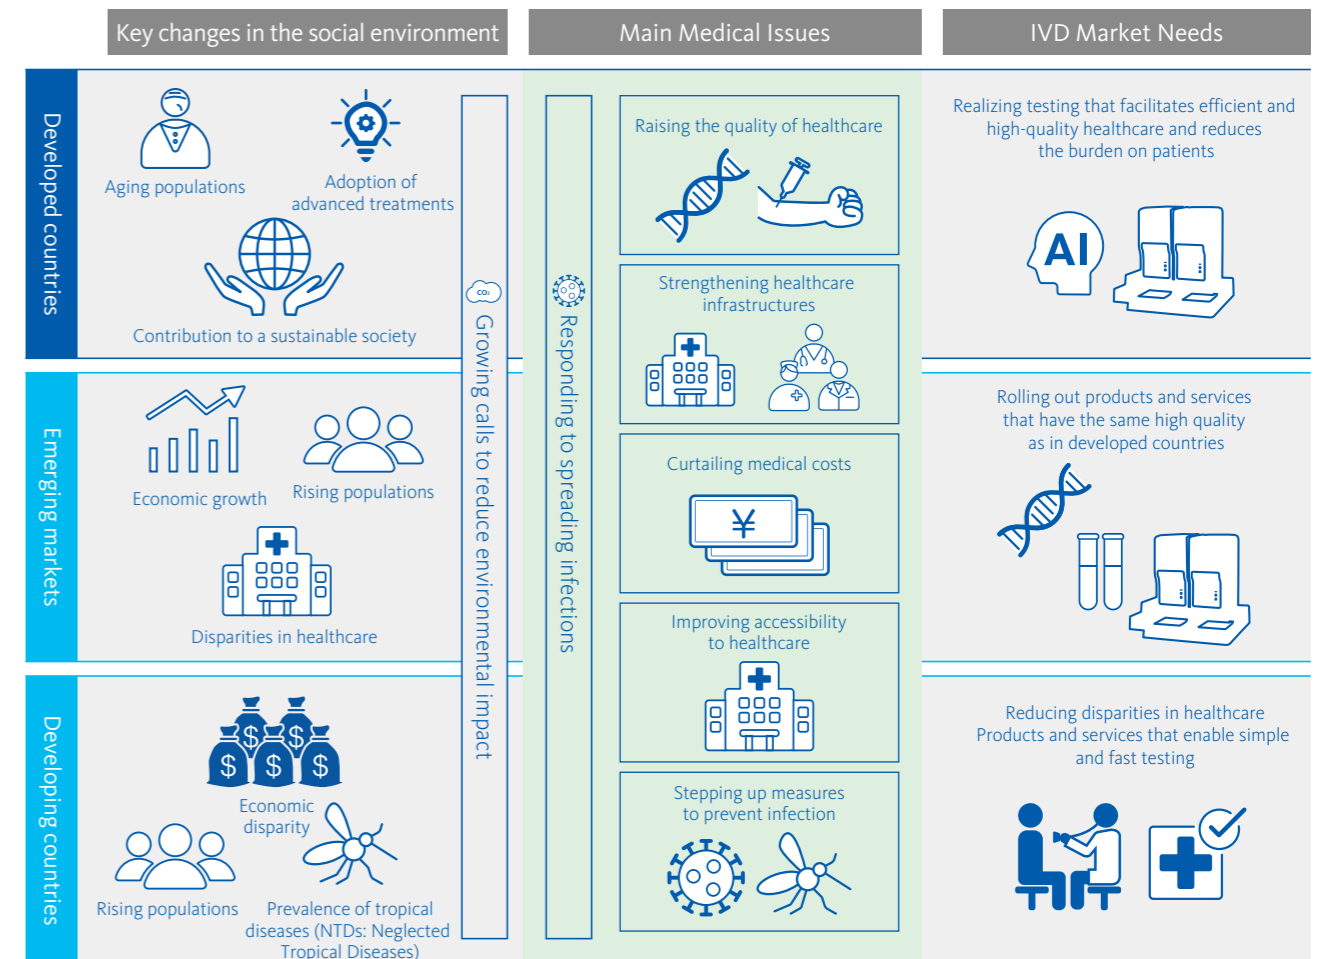 Key changes in the social environment
Main Medical Issues
IVD Market Needs
Developed countries
Aging populations
Adoption of
advanced treatments
Contribution to a sustainable society
Emerging markets
Economic growth
Rising populations
Disparities in healthcare
Developing countries
$
$
$
$
$
Economic
disparity
Rising populations
Prevalence of tropical
diseases (NTDs: Neglected
Tropical Diseases)
CO₂
Growing calls to reduce environmental impact
Responding to spreading infections
Raising the quality of healthcare
Strengthening healthcare
infrastructures
Curtailing medical costs
¥
Improving accessibility
to healthcare
Stepping up measures
to prevent infection
Realizing testing that facilitates efficient and
high-quality healthcare and reduces
the burden on patients
AI
Rolling out products and services
that have the same high quality
as in developed countries
Reducing disparities in healthcare
Products and services that enable simple
and fast testing